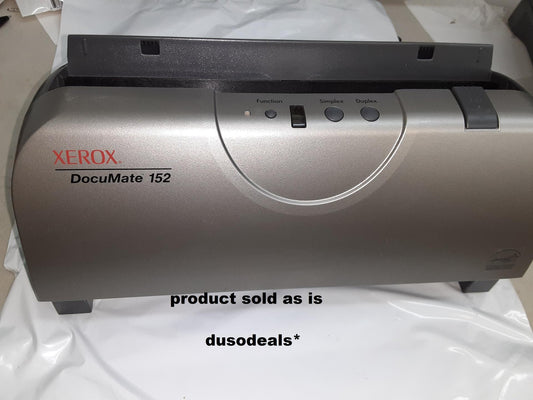 Function
Simplex Duplex
XEROX.
DocuMate 152
product sold as is
dusodeals*